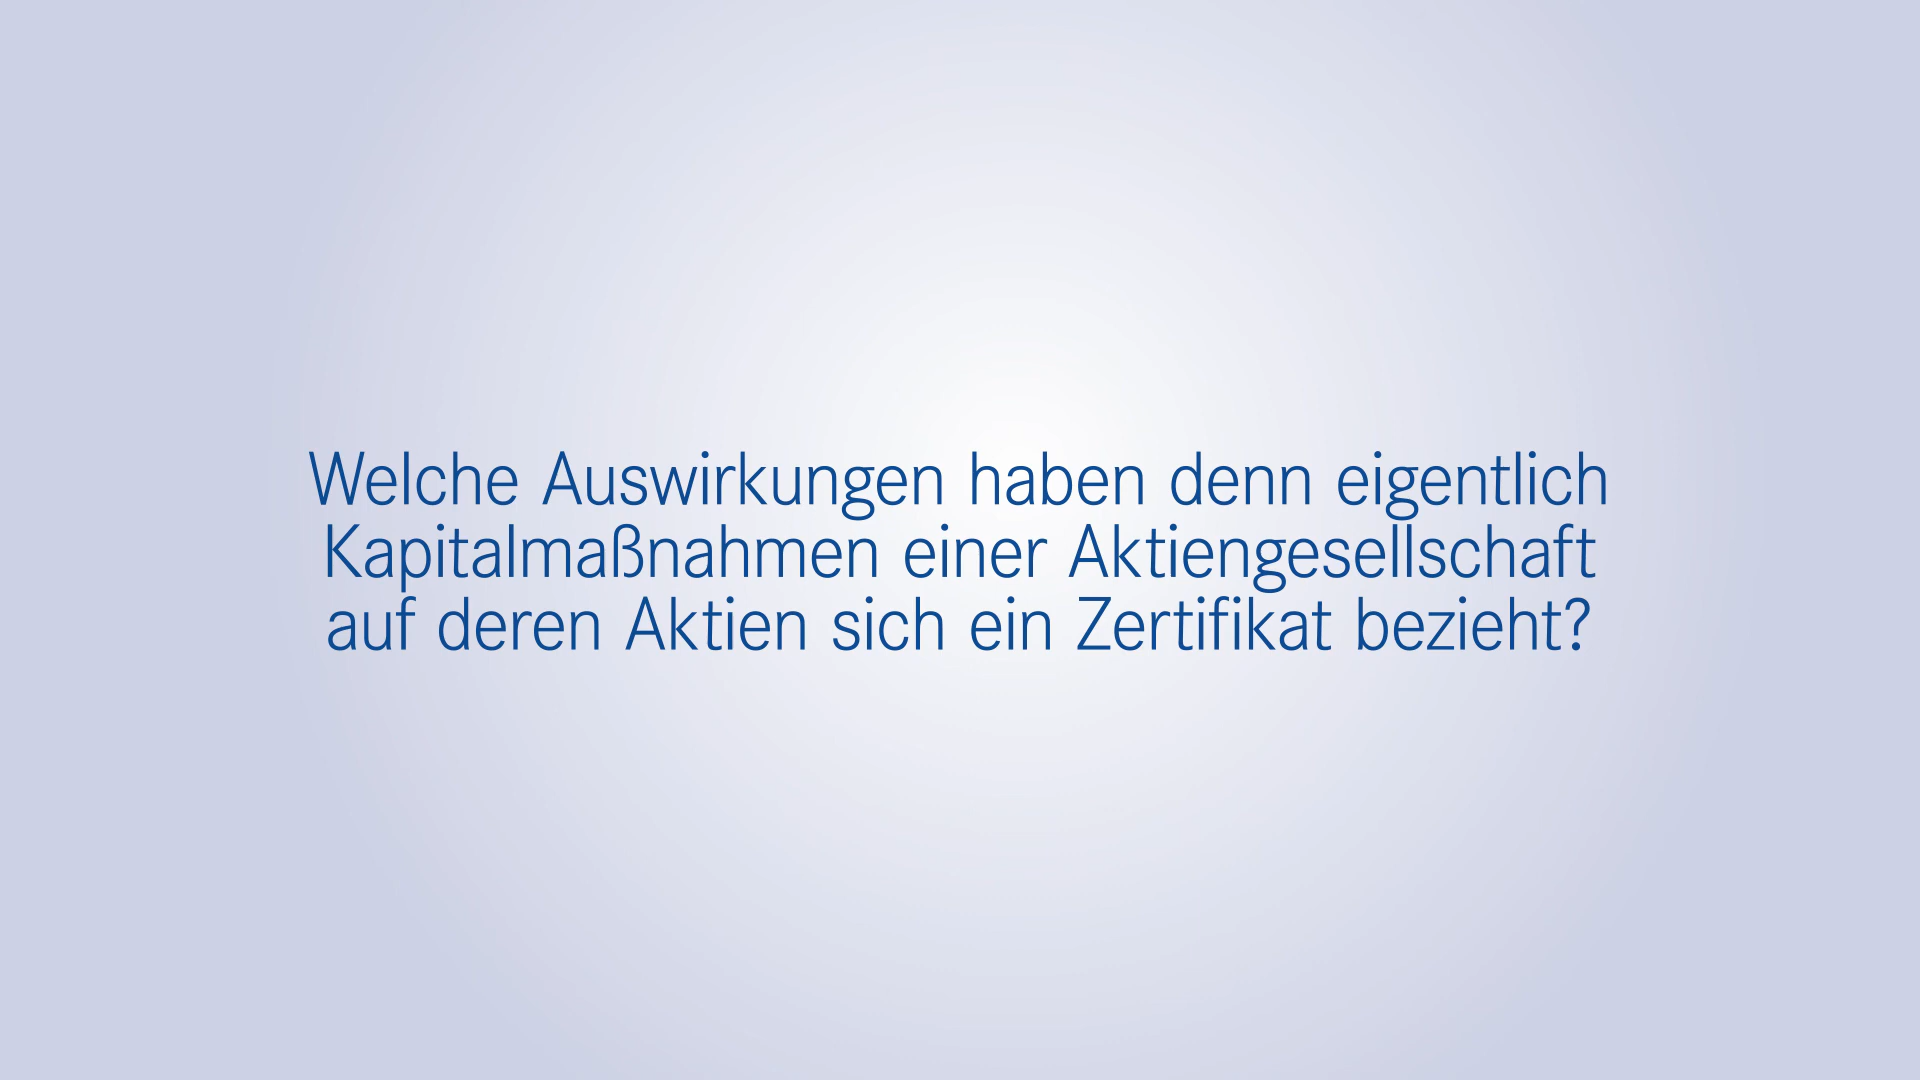 Welche Auswirkungen haben denn eigentlich
Kapitalmaßnahmen einer Aktiengesellschaft
auf deren Aktien sich ein Zertifikat bezieht?